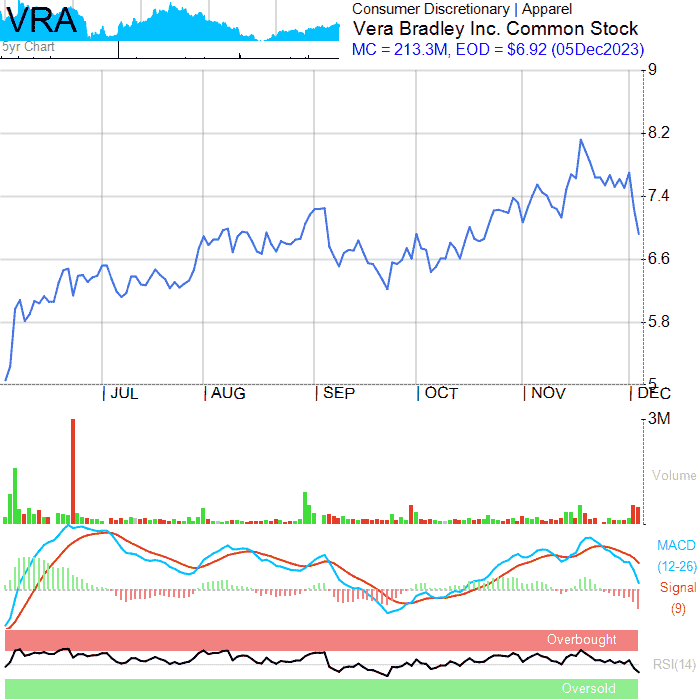 VRA
5yr Chart
Consumer Discretionary | Apparel
Vera Bradley Inc. Common Stock
MC = 213.3M, EOD = $6.92 (05Dec2023)
9
8.2
7.4
6.6
5.8
5
| JUL | AUG | SEP | OCT | NOV | DEC
3M
Volume
MACD
(12-26)
Signal
(9)
Overbought
RSI(14)
Oversold